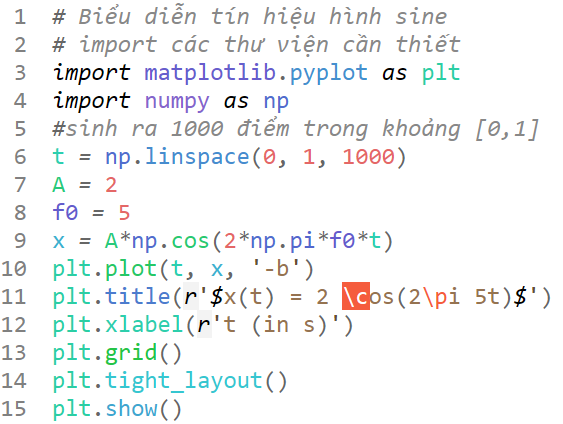 1 # Biểu diễn tín hiệu hình sine
2 # import các thư viện cần thiết
3 import matplotlib.pyplot as plt
4 import numpy as np
5 #sinh ra 1000 điểm trong khoảng [0,1]
6 t = np.linspace(0, 1, 1000)
7 A = 2
8 f0 = 5
9 x = A*np.cos(2*np.pi*f0*t)
10 plt.plot(t, x, '-b')
11 plt.title(r'$x(t) = 2 \cos(2\pi 5t)$')
12 plt.xlabel(r't (in s)')
13 plt.grid()
14 plt.tight_layout()
15 plt.show()